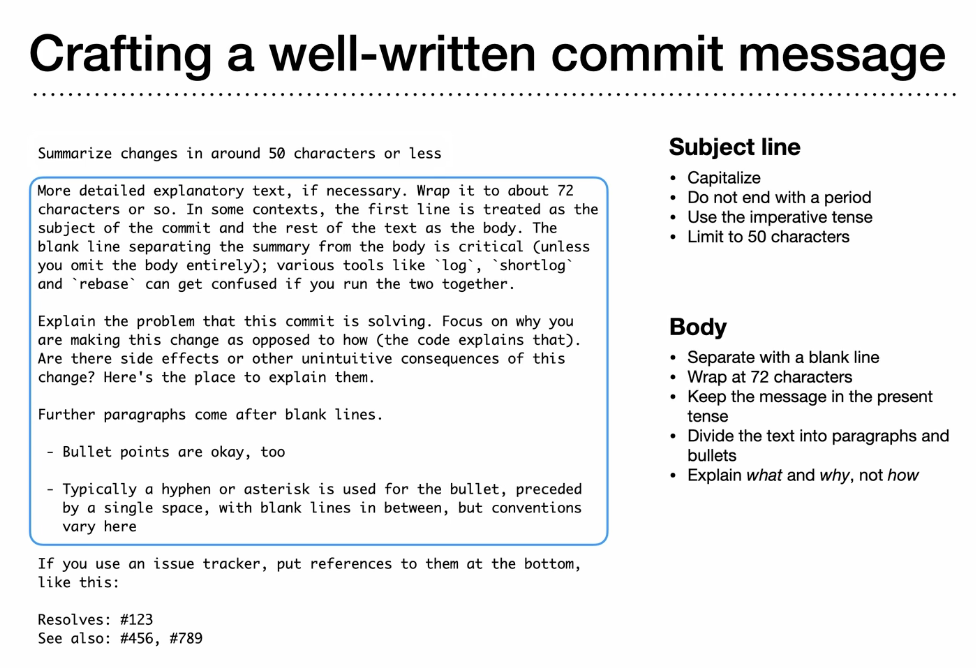 Crafting a well-written commit message
Summarize changes in around 50 characters or less
More detailed explanatory text, if necessary. Wrap it to about 72
characters or so. In some contexts, the first line is treated as the
subject of the commit and the rest of the text as the body. The
blank line separating the summary from the body is critical (unless
you omit the body entirely); various tools like `log`, `shortlog`
and `rebase` can get confused if you run the two together.
Explain the problem that this commit is solving. Focus on why you
are making this change as opposed to how (the code explains that).
Are there side effects or other unintuitive consequences of this
change? Here's the place to explain them.
Further paragraphs come after blank lines.
- Bullet points are okay, too
- Typically a hyphen or asterisk is used for the bullet, preceded
by a single space, with blank lines in between, but conventions
vary here
If you use an issue tracker, put references to them at the bottom,
like this:
Resolves: #123
See also: #456, #789
Subject line
• Capitalize
• Do not end with a period
• Use the imperative tense
• Limit to 50 characters
Body
• Separate with a blank line
• Wrap at 72 characters
• Keep the message in the present
tense
• Divide the text into paragraphs and
bullets
• Explain what and why, not how